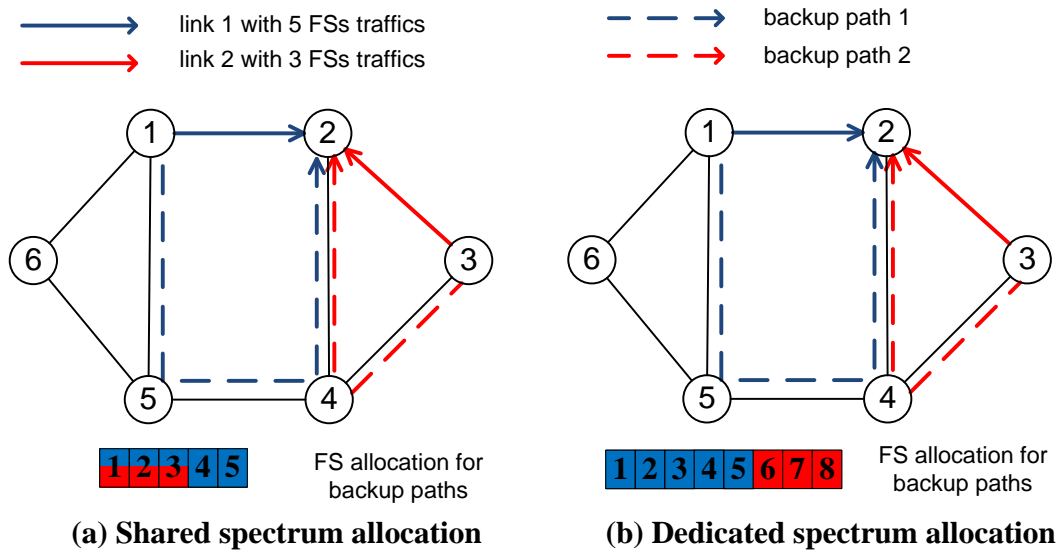 link 1 with 5 FSs traffics
link 2 with 3 FSs traffics
backup path 1
backup path 2
1
2
6
3
5
4
1
2
6
3
5
4
1 2 3 4 5
FS allocation for
backup paths
1 2 3 4 5 6 7 8
FS allocation for
backup paths
(a) Shared spectrum allocation
(b) Dedicated spectrum allocation